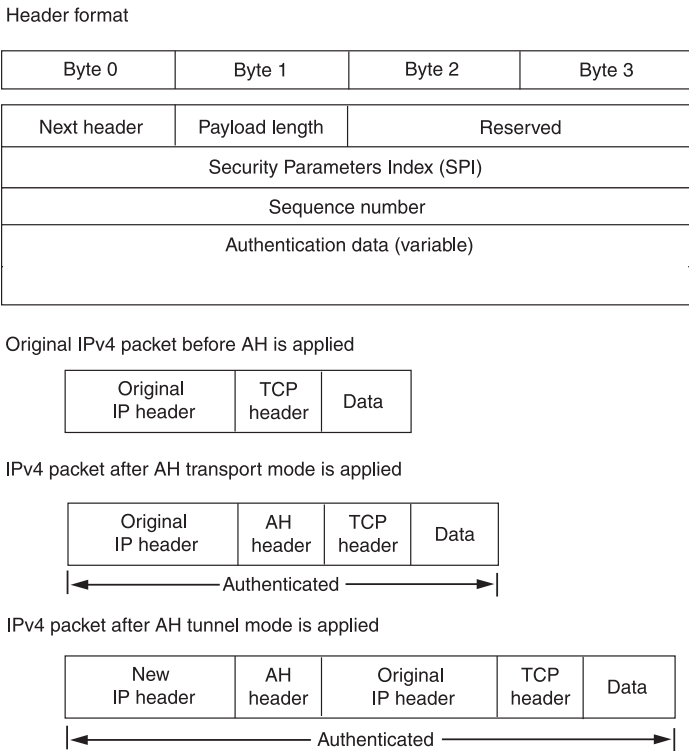 Header format
Byte 0 Byte 1 Byte 2 Byte 3
Next header Payload length Reserved
Security Parameters Index (SPI)
Sequence number
Authentication data (variable)
Original IPv4 packet before AH is applied
Original
IP header
TCP
header
Data
IPv4 packet after AH transport mode is applied
Original
IP header
AH
header
TCP
header
Data
Authenticated
IPv4 packet after AH tunnel mode is applied
New
IP header
AH
header
Original
IP header
TCP
header
Data
Authenticated